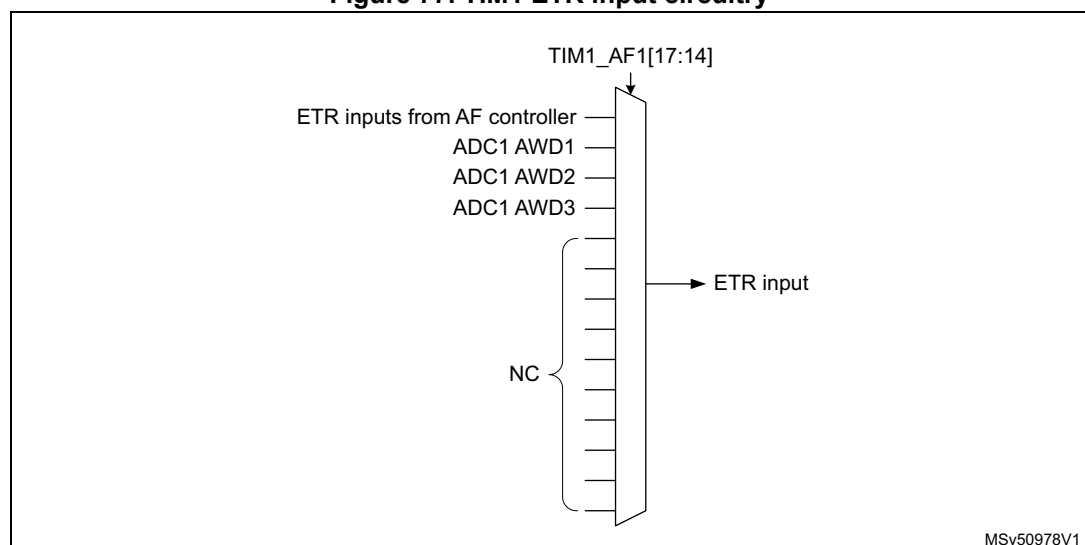 Figure 77. TIM1 ETR input circuitry
TIM1_AF1[17:14]
ETR inputs from AF controller
ADC1 AWD1
ADC1 AWD2
ADC1 AWD3
ETR input
NC
MSv50978V1